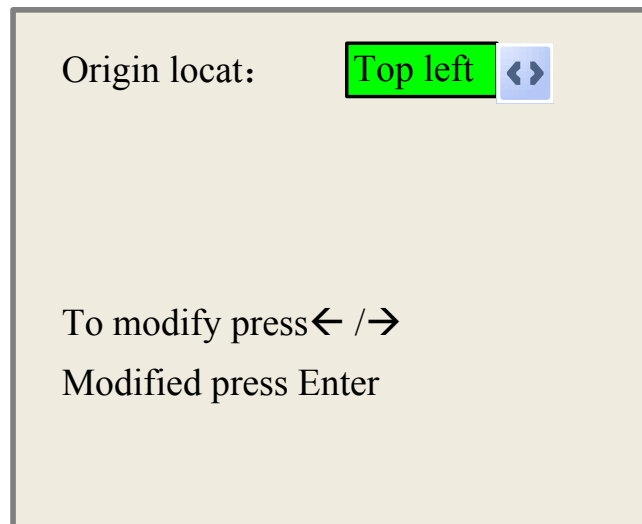 Origin locat： Top left
To modify press← /→
Modified press Enter